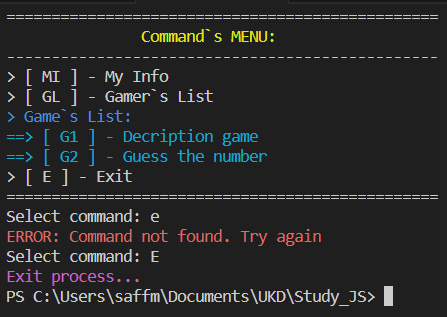 ================================================
Command`s MENU:
------------------------------------------------
> [ MI ] - My Info
> [ GL ] - Gamer`s List
> Game`s List:
==> [ G1 ] - Decription game
==> [ G2 ] - Guess the number
> [ E ] - Exit
================================================
Select command: e
ERROR: Command not found. Try again
Select command: E
Exit process...
PS C:\Users\saffm\Documents\UKD\Study_JS>